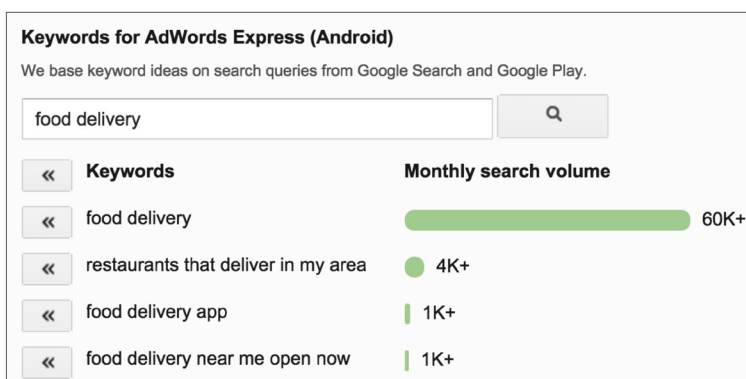 Keywords for AdWords Express (Android)
We base keyword ideas on search queries from Google Search and Google Play.
food delivery
« Keywords Monthly search volume
« food delivery 60K+
« restaurants that deliver in my area 4K+
« food delivery app 1K+
« food delivery near me open now 1K+